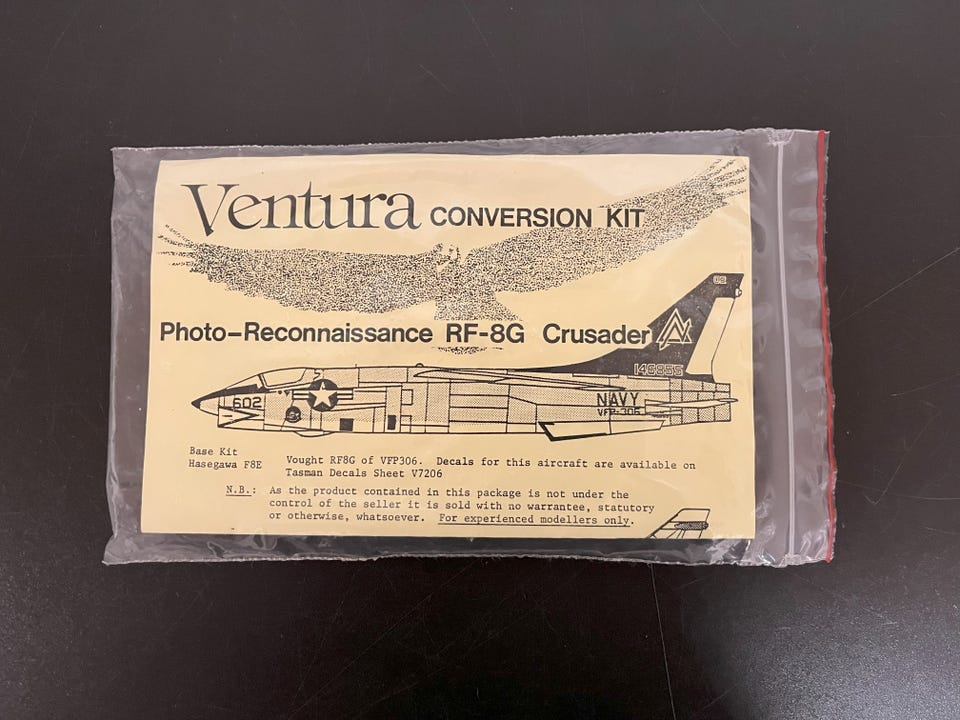 Ventura CONVERSION KIT
Photo-Reconnaissance RF-8G Crusader
146855
602
NAVY
VFP-306
Base Kit
Hasegawa F8E
Vought RF8G of VFP306. Decals for this aircraft are available on
Tasman Decals Sheet V7206
N.B.: As the product contained in this package is not under the
control of the seller it is sold with no warrantee, statutory
or otherwise, whatsoever. For experienced modellers only.